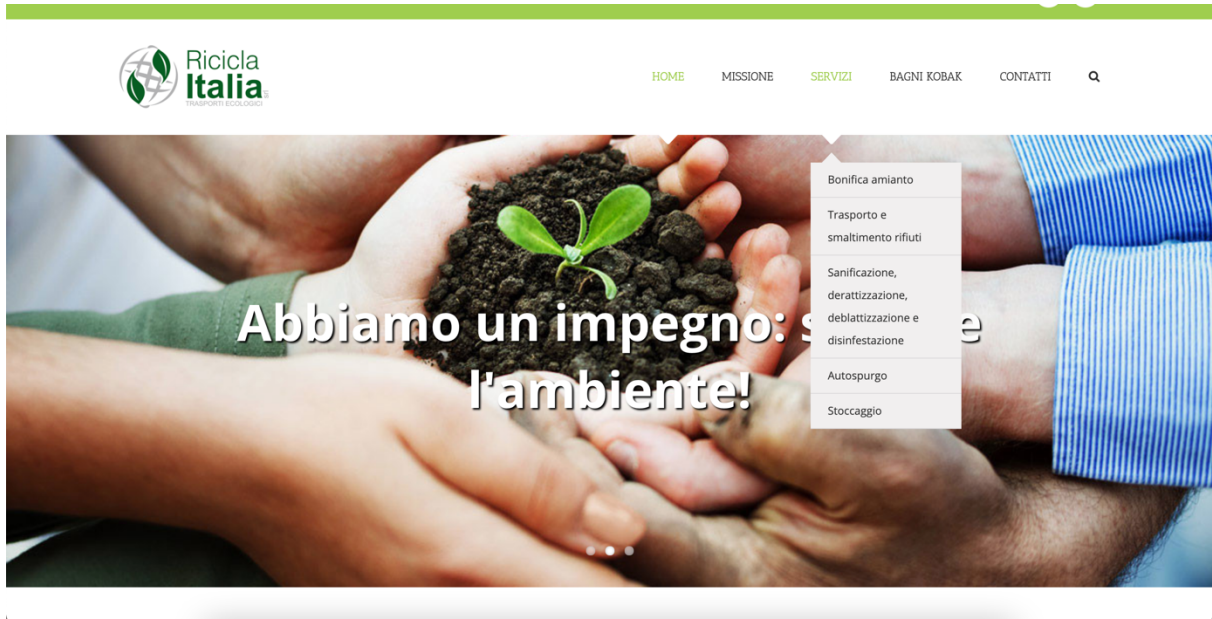 Ricicla
Italia
TRASPORTI ECOLOGICI
HOME MISSIONE SERVIZI BAGNI KOBAK CONTATTI
Bonifica amianto
Trasporto e
smaltimento rifiuti
Sanificazione,
derattizzazione,
deblattizzazione e
disinfestazione
Autospurgo
Stoccaggio
Abbiamo un impegno:
l'ambiente!